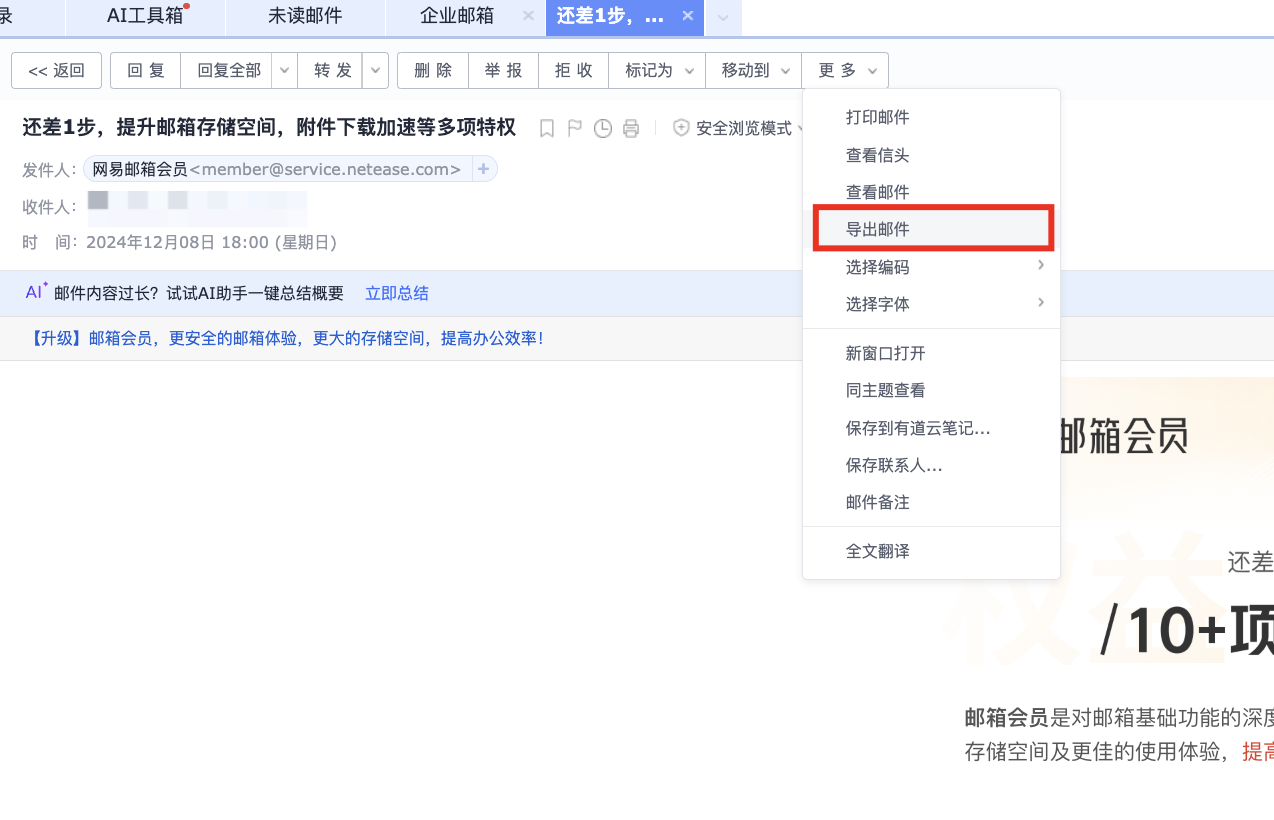 录 AI工具箱 未读邮件 企业邮箱 还差1步，...
<< 返回 回 复 回复全部 转 发 删 除 举 报 拒 收 标记为 移动到 更 多
还差1步，提升邮箱存储空间，附件下载加速等多项特权 安全浏览模式
发件人： 网易邮箱会员<member@service.netease.com> +
收件人：
时 间： 2024年12月08日 18:00 (星期日)
AI 邮件内容过长？试试AI助手一键总结概要 立即总结
【升级】邮箱会员，更安全的邮箱体验，更大的存储空间，提高办公效率！
打印邮件
查看信头
查看邮件
导出邮件
选择编码
选择字体
新窗口打开
同主题查看
保存到有道云笔记...
保存联系人...
邮件备注
全文翻译
邮箱会员
权益
还差
/10+项
邮箱会员是对邮箱基础功能的深度
存储空间及更佳的使用体验，提高